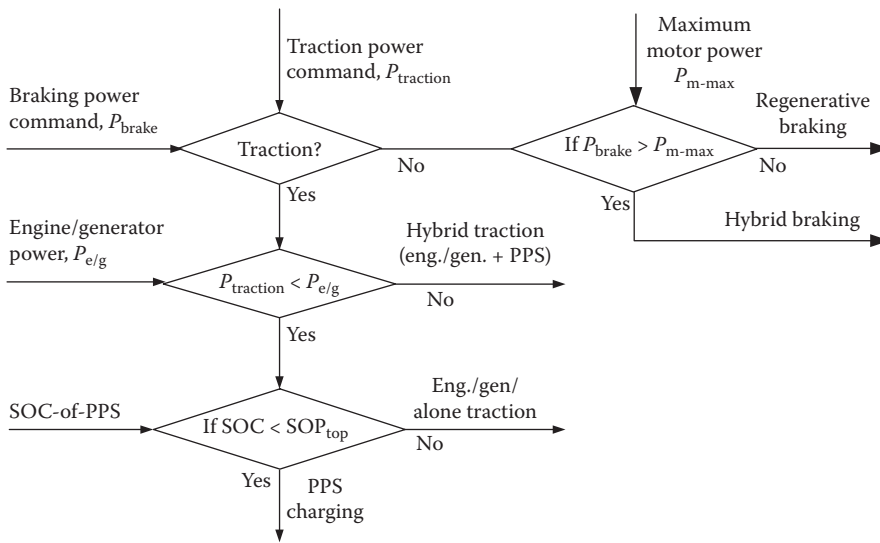 Traction power
command, P_traction
Maximum
motor power
P_m-max
Braking power
command, P_brake
Regenerative
braking
Traction?
No
If P_brake > P_m-max
No
Yes
Yes
Hybrid braking
Engine/generator
power, P_e/g
Hybrid traction
(eng./gen. + PPS)
P_traction < P_e/g
No
Yes
SOC-of-PPS
Eng./gen/
alone traction
If SOC < SOP_top
No
Yes
PPS
charging